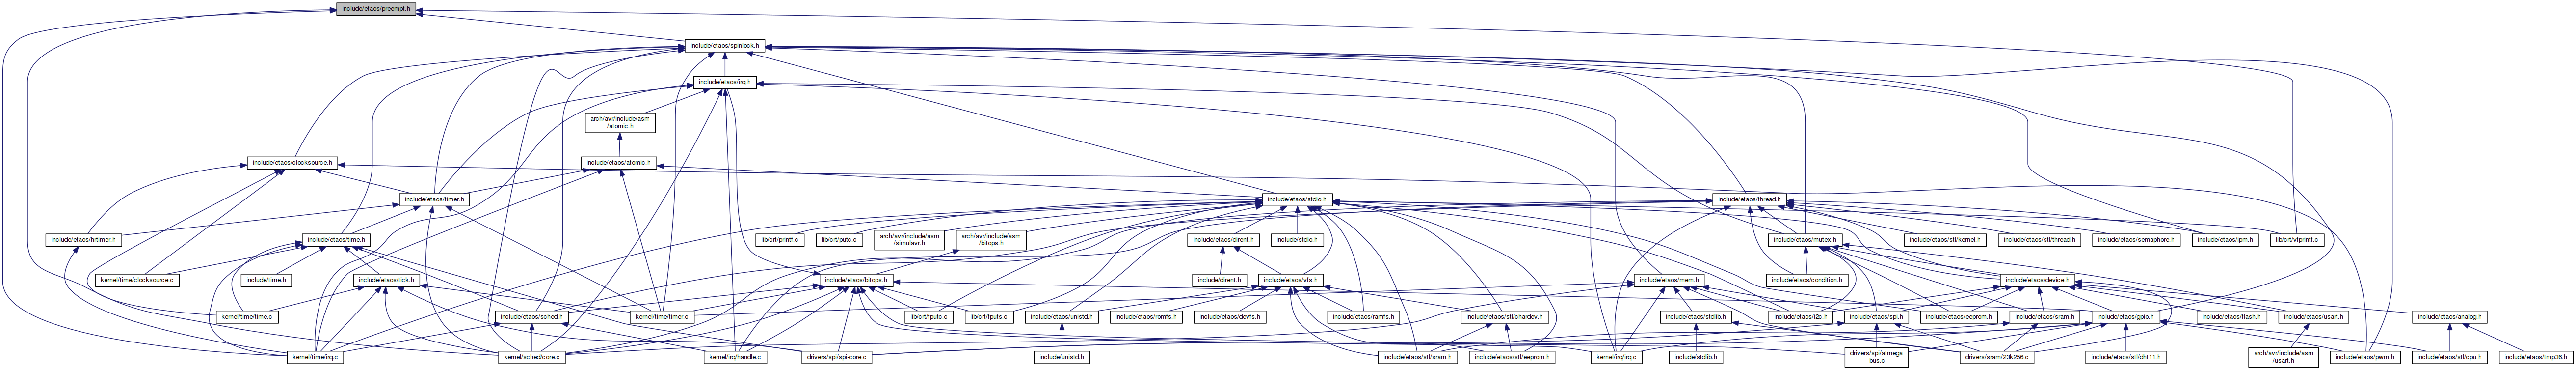 include/etaos/preempt.h
include/etaos/spinlock.h
include/etaos/irq.h
arch/avr/include/asm
/atomic.h
include/etaos/clocksource.h
include/etaos/atomic.h
include/etaos/timer.h
include/etaos/stdio.h
include/etaos/thread.h
include/etaos/hrtimer.h
include/etaos/time.h
lib/crt/printf.c
lib/crt/putc.c
arch/avr/include/asm
/simulavr.h
arch/avr/include/asm
/bitops.h
include/etaos/dirent.h
include/stdio.h
include/etaos/mutex.h
include/etaos/stl/kernel.h
include/etaos/stl/thread.h
include/etaos/semaphore.h
include/etaos/ipm.h
lib/crt/vfprintf.c
kernel/time/clocksource.c
include/time.h
include/etaos/tick.h
include/etaos/bitops.h
include/dirent.h
include/etaos/vfs.h
include/etaos/mem.h
include/etaos/condition.h
include/etaos/device.h
kernel/time/time.c
include/etaos/sched.h
kernel/time/timer.c
lib/crt/fputc.c
lib/crt/fputs.c
include/etaos/unistd.h
include/etaos/romfs.h
include/etaos/devfs.h
include/etaos/ramfs.h
include/etaos/stl/chardev.h
include/etaos/stdlib.h
include/etaos/i2c.h
include/etaos/spi.h
include/etaos/eeprom.h
include/etaos/sram.h
include/etaos/gpio.h
include/etaos/flash.h
include/etaos/usart.h
include/etaos/analog.h
kernel/time/irq.c
kernel/sched/core.c
kernel/irq/handle.c
drivers/spi/spi-core.c
include/unistd.h
include/etaos/stl/sram.h
include/etaos/stl/eeprom.h
kernel/irq/irq.c
include/stdlib.h
drivers/spi/atmega
-bus.c
drivers/sram/23k256.c
include/etaos/stl/dht11.h
arch/avr/include/asm
/usart.h
include/etaos/pwm.h
include/etaos/stl/cpu.h
include/etaos/tmp36.h